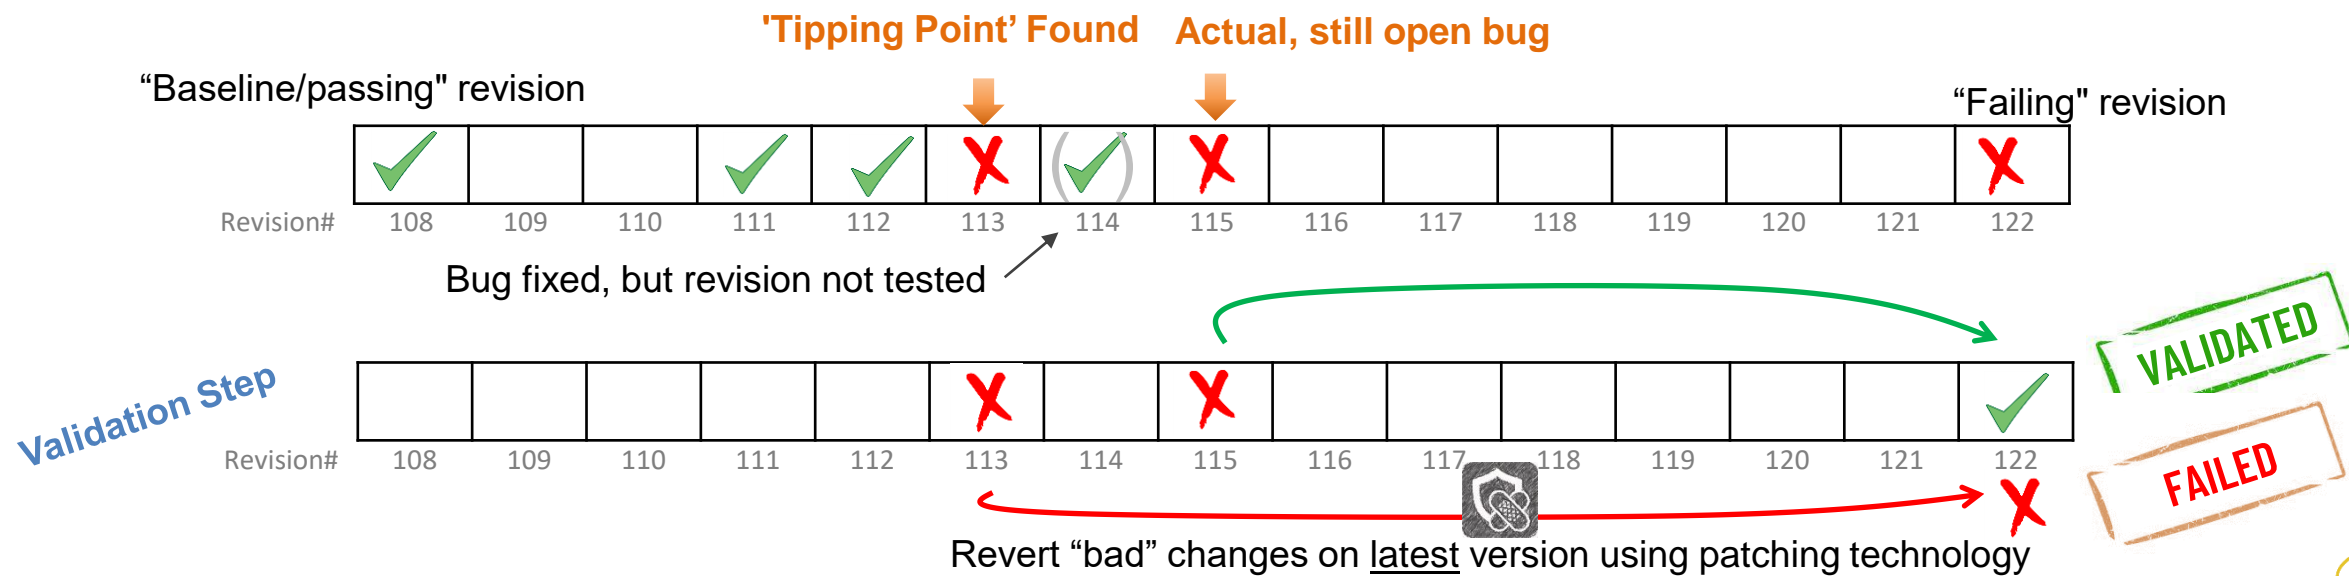 'Tipping Point’ Found Actual, still open bug
“Baseline/passing" revision
“Failing" revision
Revision# 108 109 110 111 112 113 114 115 116 117 118 119 120 121 122
Bug fixed, but revision not tested
VALIDATED
Validation Step
Revision# 108 109 110 111 112 113 114 115 116 117 118 119 120 121 122
FAILED
Revert “bad” changes on latest version using patching technology